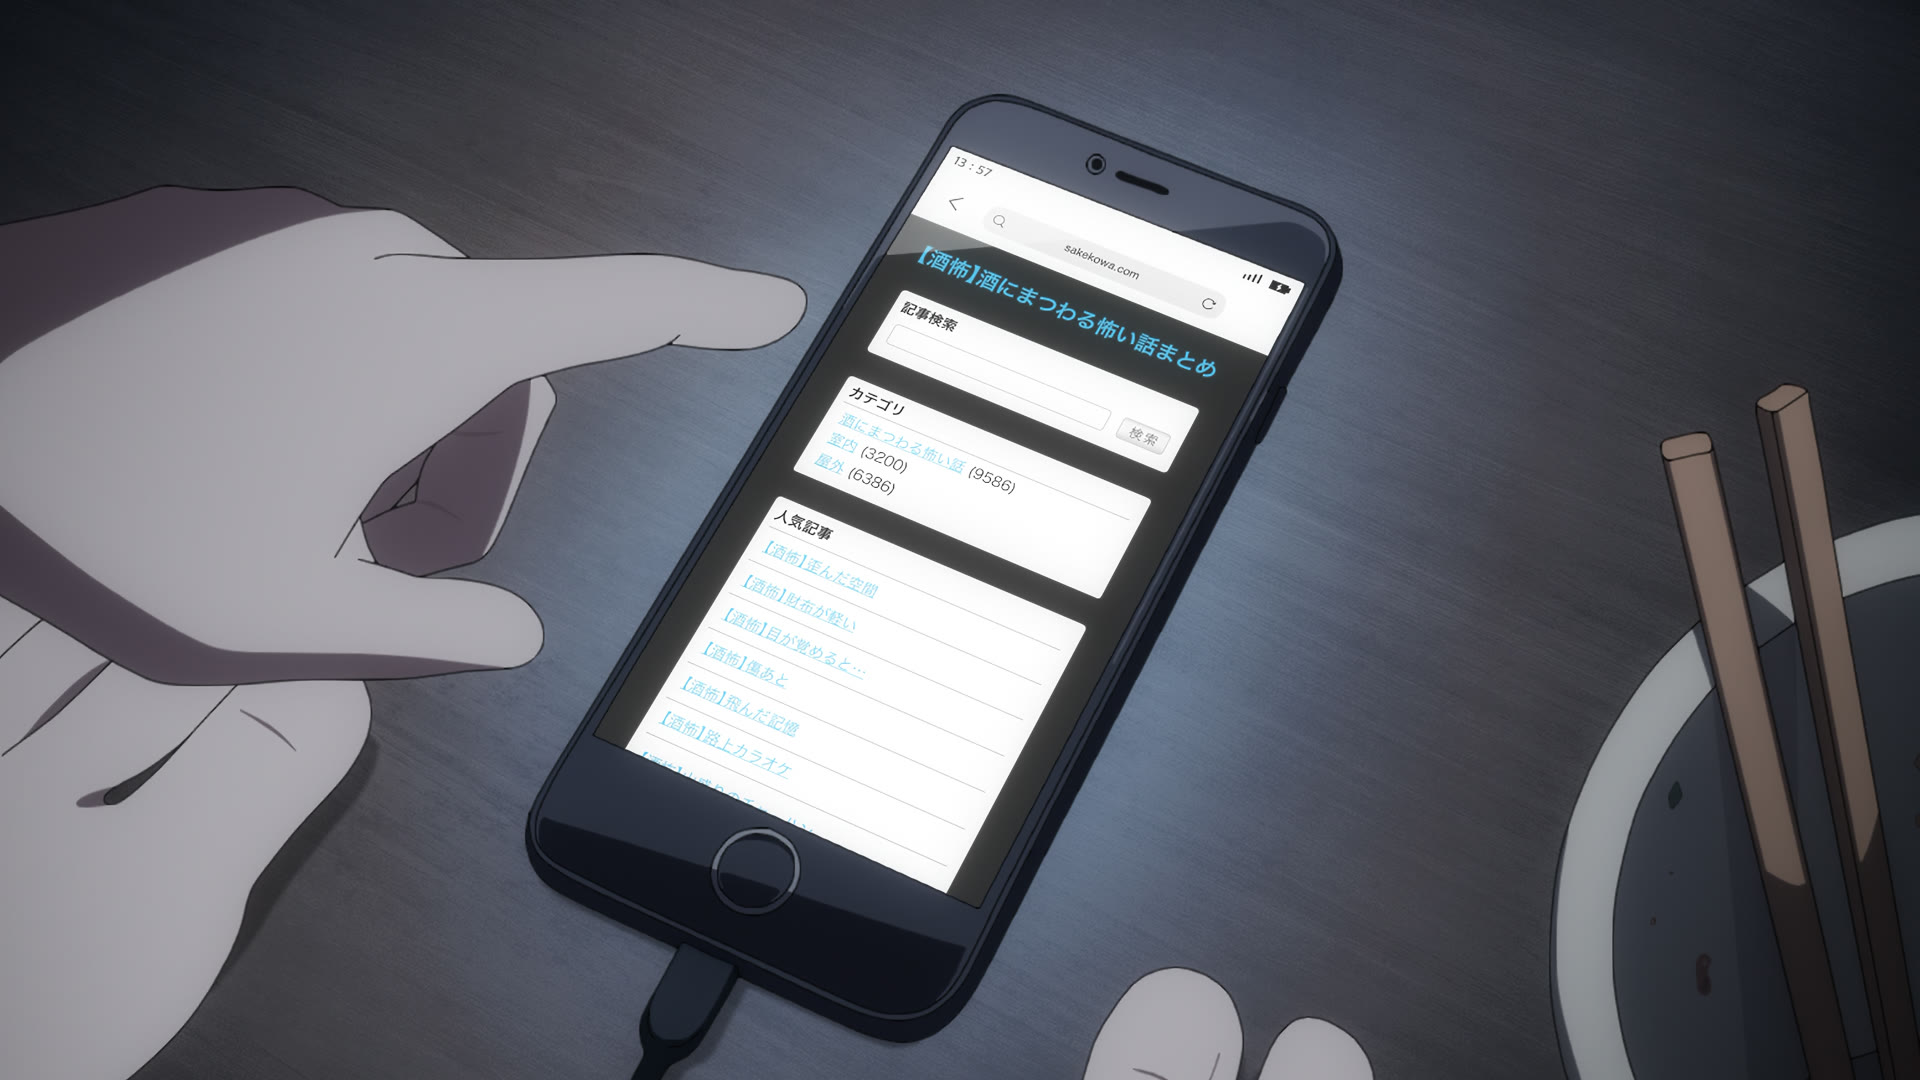 13：57
sakekowa.com
【酒怖】酒にまつわる怖い話まとめ
記事検索
検索
カテゴリ
酒にまつわる怖い話 (9586)
室内 (3200)
屋外 (6386)
人気記事
【酒怖】歪んだ空間
【酒怖】財布が軽い
【酒怖】目が覚めると…
【酒怖】傷あと
【酒怖】飛んだ記憶
【酒怖】路上カラオケ